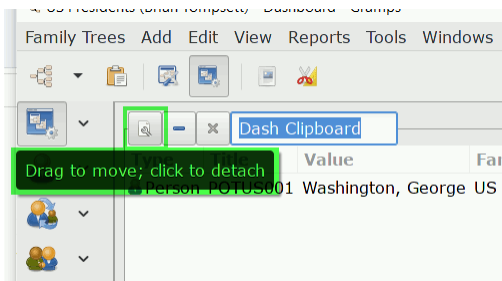 US Presidents (Brian Tompsett) - Dashboard - Gramps
Family Trees Add Edit View Reports Tools Windows
Dash Clipboard
Type Title Value Fa
Drag to move; click to detach
Person POTUS001 Washington, George US